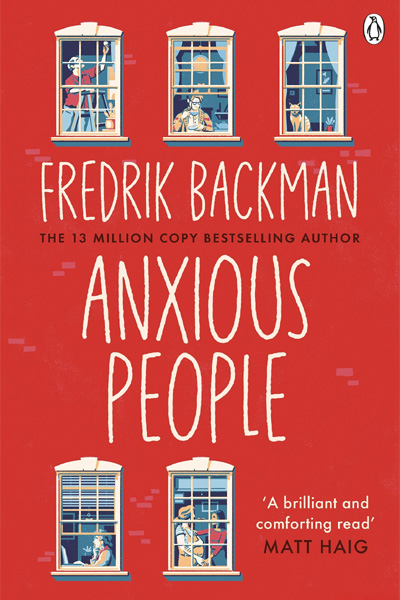 FREDRIK BACKMAN
THE 13 MILLION COPY BESTSELLING AUTHOR
ANXIOUS
PEOPLE
‘A brilliant and
comforting read’
MATT HAIG